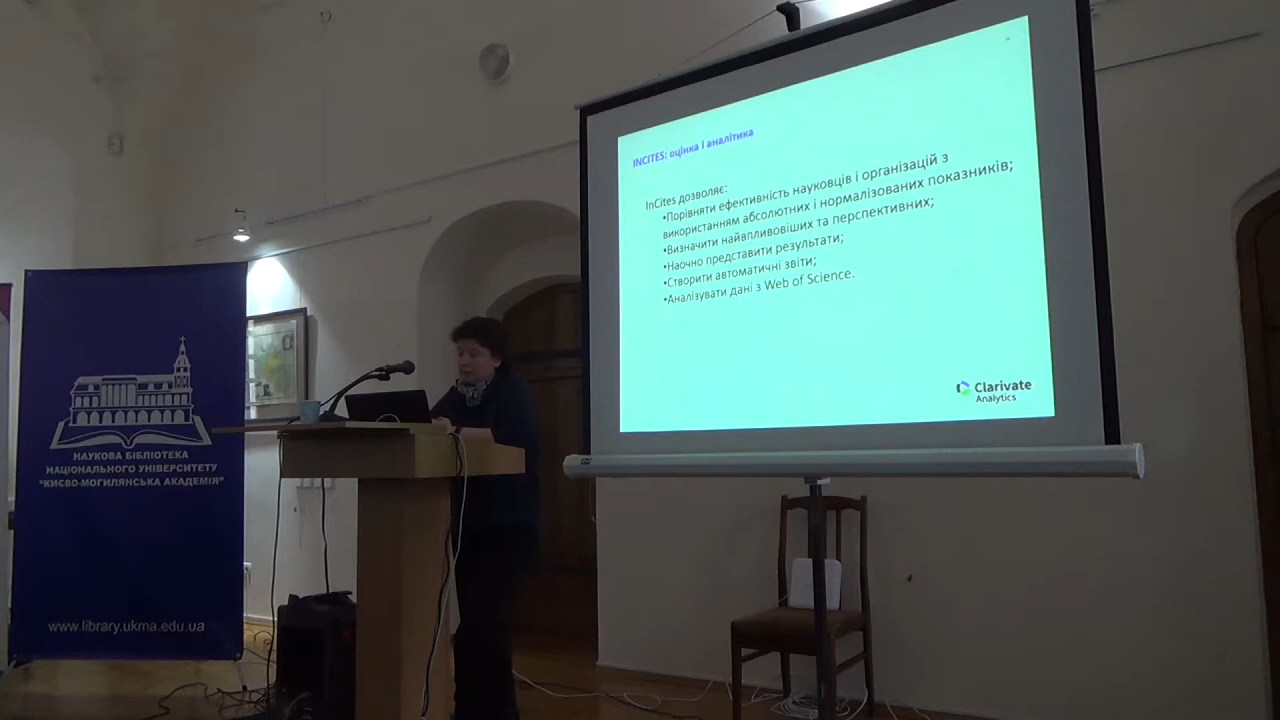 INCITES: оцінка і аналітика
InCites дозволяє:
•Порівняти ефективність науковців і організацій з
використанням абсолютних і нормалізованих показників;
•Визначити найвпливовіших та перспективних;
•Наочно представити результати;
•Створити автоматичні звіти;
•Аналізувати дані з Web of Science.
Clarivate
Analytics
НАУКОВА БІБЛІОТЕКА
НАЦІОНАЛЬНОГО УНІВЕРСИТЕТУ
"КИЄВО-МОГИЛЯНСЬКА АКАДЕМІЯ"
www.library.ukma.edu.ua